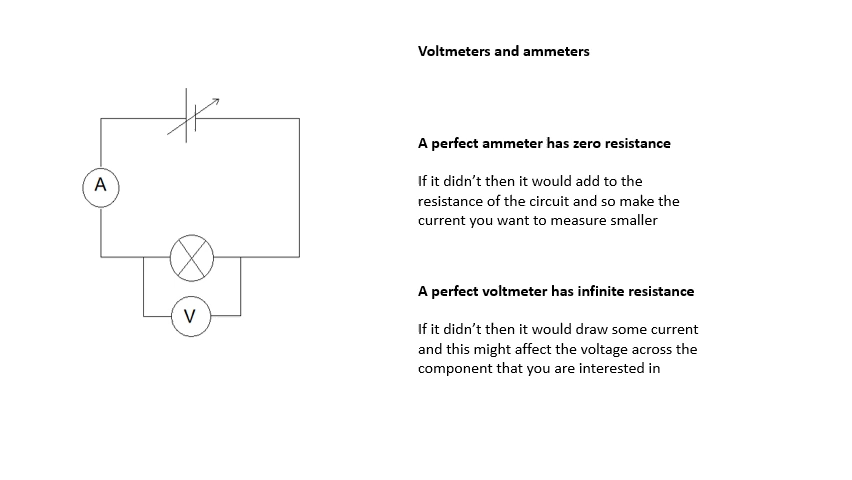 Voltmeters and ammeters
A perfect ammeter has zero resistance
If it didn’t then it would add to the
resistance of the circuit and so make the
current you want to measure smaller
A
V
A perfect voltmeter has infinite resistance
If it didn’t then it would draw some current
and this might affect the voltage across the
component that you are interested in